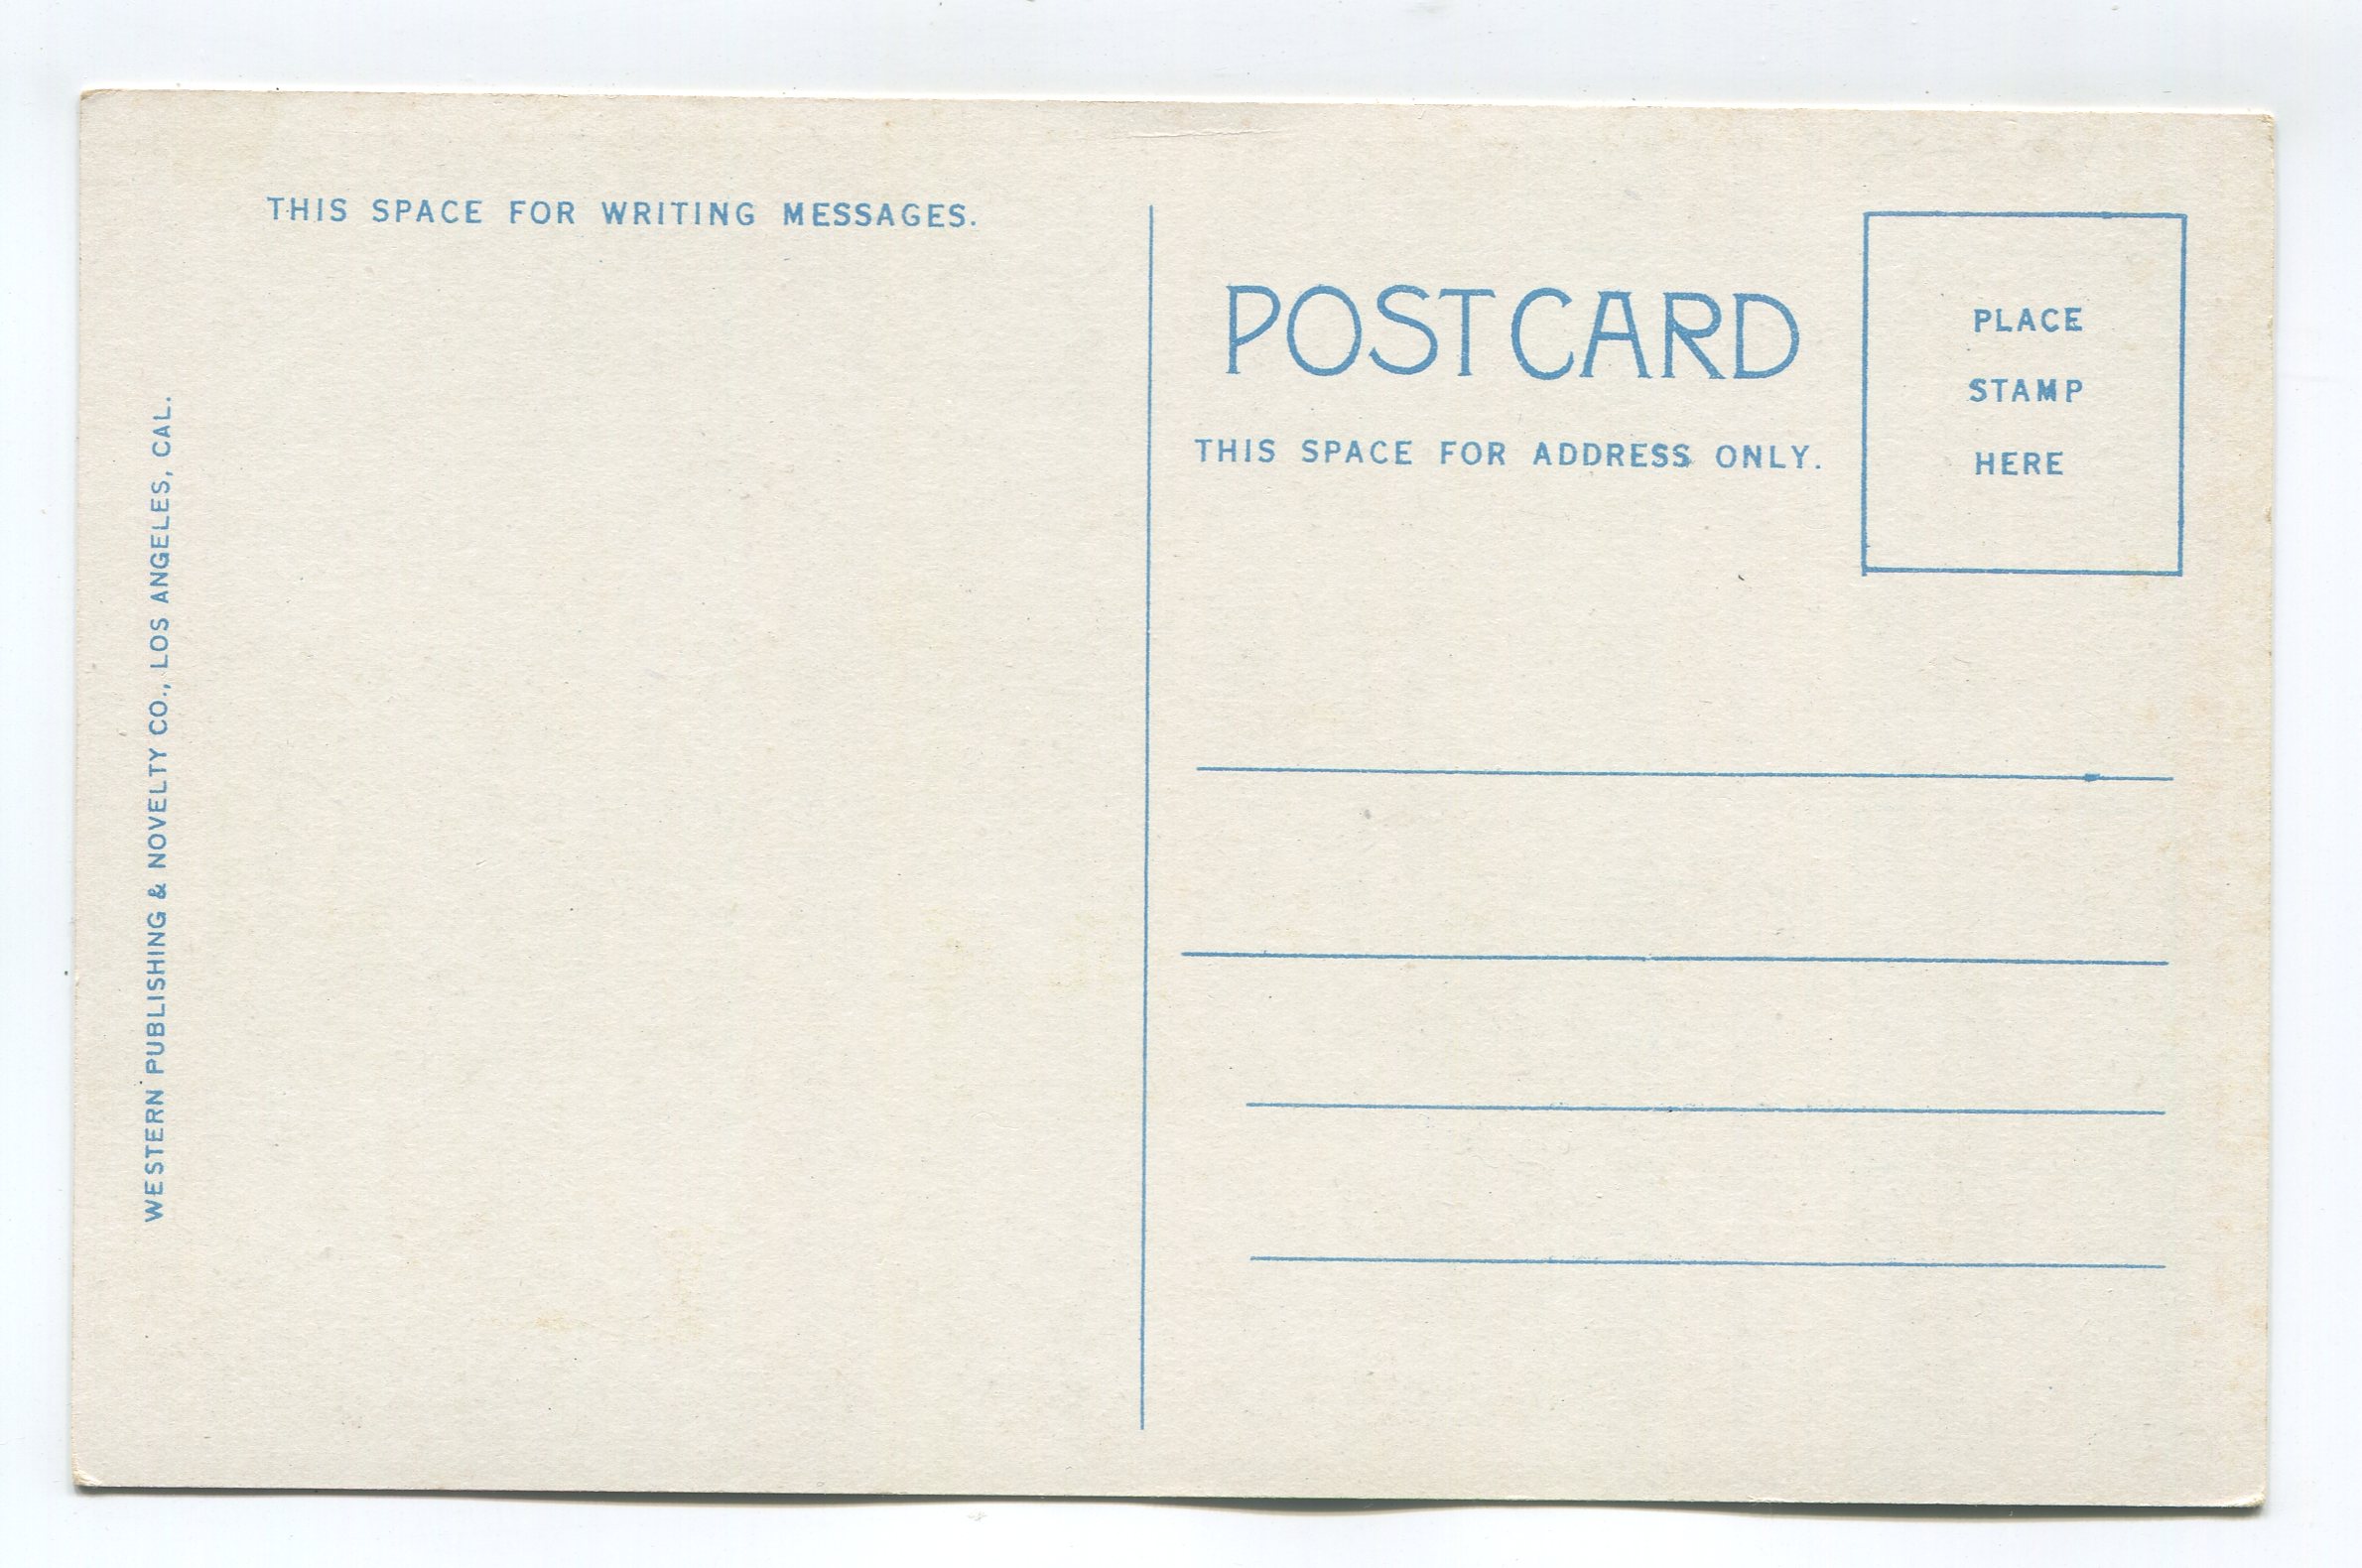 THIS SPACE FOR WRITING MESSAGES.
WESTERN PUBLISHING & NOVELTY CO., LOS ANGELES, CAL.
POSTCARD
THIS SPACE FOR ADDRESS ONLY.
PLACE
STAMP
HERE